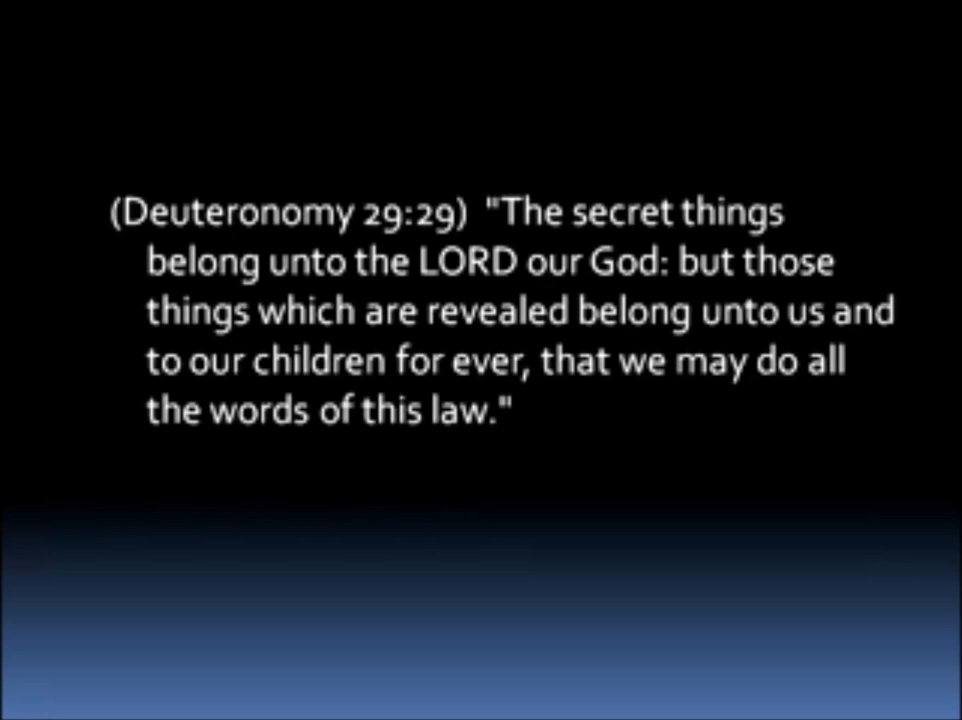 (Deuteronomy 29:29) "The secret things
belong unto the LORD our God: but those
things which are revealed belong unto us and
to our children for ever, that we may do all
the words of this law."